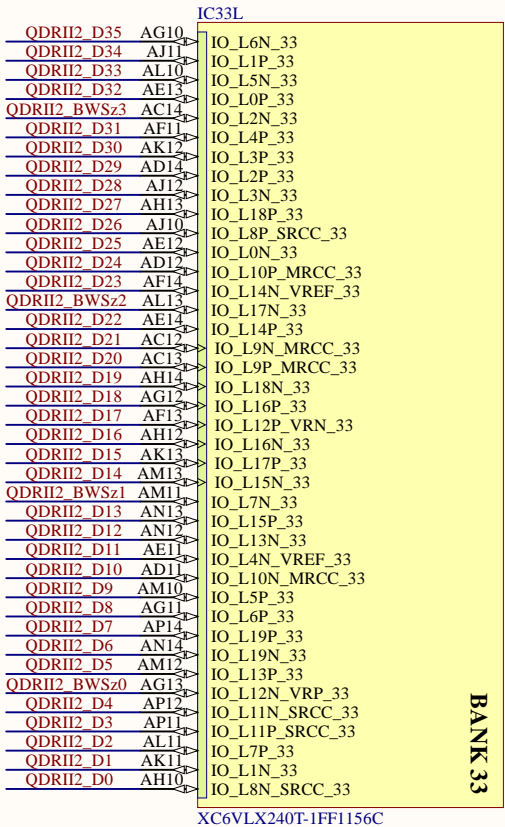 IC33L
QDRII2_D35 AG10 IO_L6N_33
QDRII2_D34 AJ11 IO_L1P_33
QDRII2_D33 AL10 IO_L5N_33
QDRII2_D32 AE13 IO_L0P_33
QDRII2_BWSz3 AC14 IO_L2N_33
QDRII2_D31 AF11 IO_L4P_33
QDRII2_D30 AK12 IO_L3P_33
QDRII2_D29 AD14 IO_L2P_33
QDRII2_D28 AJ12 IO_L3N_33
QDRII2_D27 AH13 IO_L18P_33
QDRII2_D26 AJ10 IO_L8P_SRCC_33
QDRII2_D25 AE12 IO_L0N_33
QDRII2_D24 AD12 IO_L10P_MRCC_33
QDRII2_D23 AF14 IO_L14N_VREF_33
QDRII2_BWSz2 AL13 IO_L17N_33
QDRII2_D22 AE14 IO_L14P_33
QDRII2_D21 AC12 IO_L9N_MRCC_33
QDRII2_D20 AC13 IO_L9P_MRCC_33
QDRII2_D19 AH14 IO_L18N_33
QDRII2_D18 AG12 IO_L16P_33
QDRII2_D17 AF13 IO_L12P_VRN_33
QDRII2_D16 AH12 IO_L16N_33
QDRII2_D15 AK13 IO_L17P_33
QDRII2_D14 AM13 IO_L15N_33
QDRII2_BWSz1 AM11 IO_L7N_33
QDRII2_D13 AN13 IO_L15P_33
QDRII2_D12 AN12 IO_L13N_33
QDRII2_D11 AE11 IO_L4N_VREF_33
QDRII2_D10 AD11 IO_L10N_MRCC_33
QDRII2_D9 AM10 IO_L5P_33
QDRII2_D8 AG11 IO_L6P_33
QDRII2_D7 AP14 IO_L19P_33
QDRII2_D6 AN14 IO_L19N_33
QDRII2_D5 AM12 IO_L13P_33
QDRII2_BWSz0 AG13 IO_L12N_VRP_33
QDRII2_D4 AP12 IO_L11N_SRCC_33
QDRII2_D3 AP11 IO_L11P_SRCC_33
QDRII2_D2 AL11 IO_L7P_33
QDRII2_D1 AK11 IO_L1N_33
QDRII2_D0 AH10 IO_L8N_SRCC_33
BANK 33
XC6VLX240T-1FF1156C